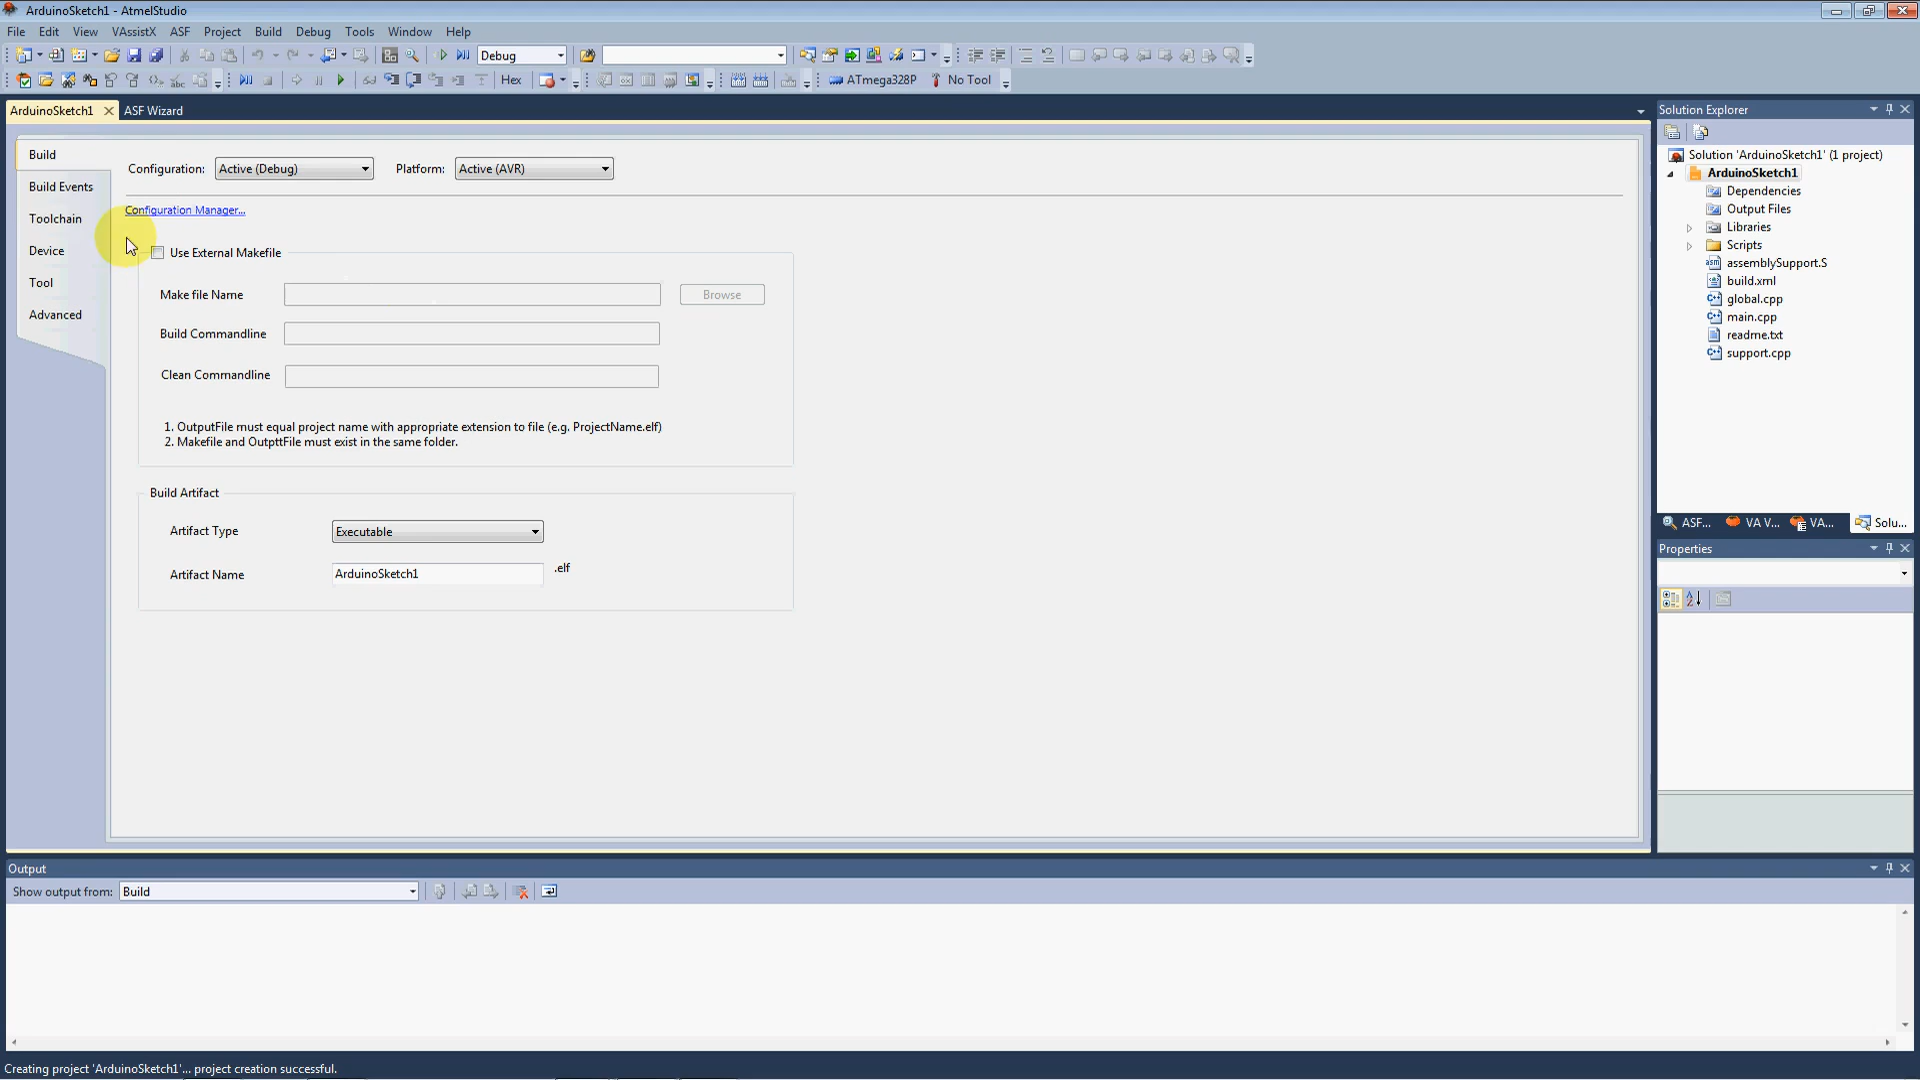 ArduinoSketch1 - AtmelStudio
File Edit View VAssistX ASF Project Build Debug Tools Window Help
Debug
Hex ATmega328P No Tool
ArduinoSketch1 ASF Wizard
Build
Build Events
Toolchain
Device
Tool
Advanced
Configuration: Active (Debug) Platform: Active (AVR)
Configuration Manager...
Use External Makefile
Make file Name Browse
Build Commandline
Clean Commandline
1. OutputFile must equal project name with appropriate extension to file (e.g. ProjectName.elf)
2. Makefile and OutpttFile must exist in the same folder.
Build Artifact
Artifact Type Executable
Artifact Name ArduinoSketch1 .elf
Solution Explorer
Solution 'ArduinoSketch1' (1 project)
ArduinoSketch1
Dependencies
Output Files
Libraries
Scripts
asm assemblySupport.S
build.xml
global.cpp
main.cpp
readme.txt
support.cpp
ASF... VA V... VA... Solu...
Properties
Output
Show output from: Build
Creating project 'ArduinoSketch1'... project creation successful.